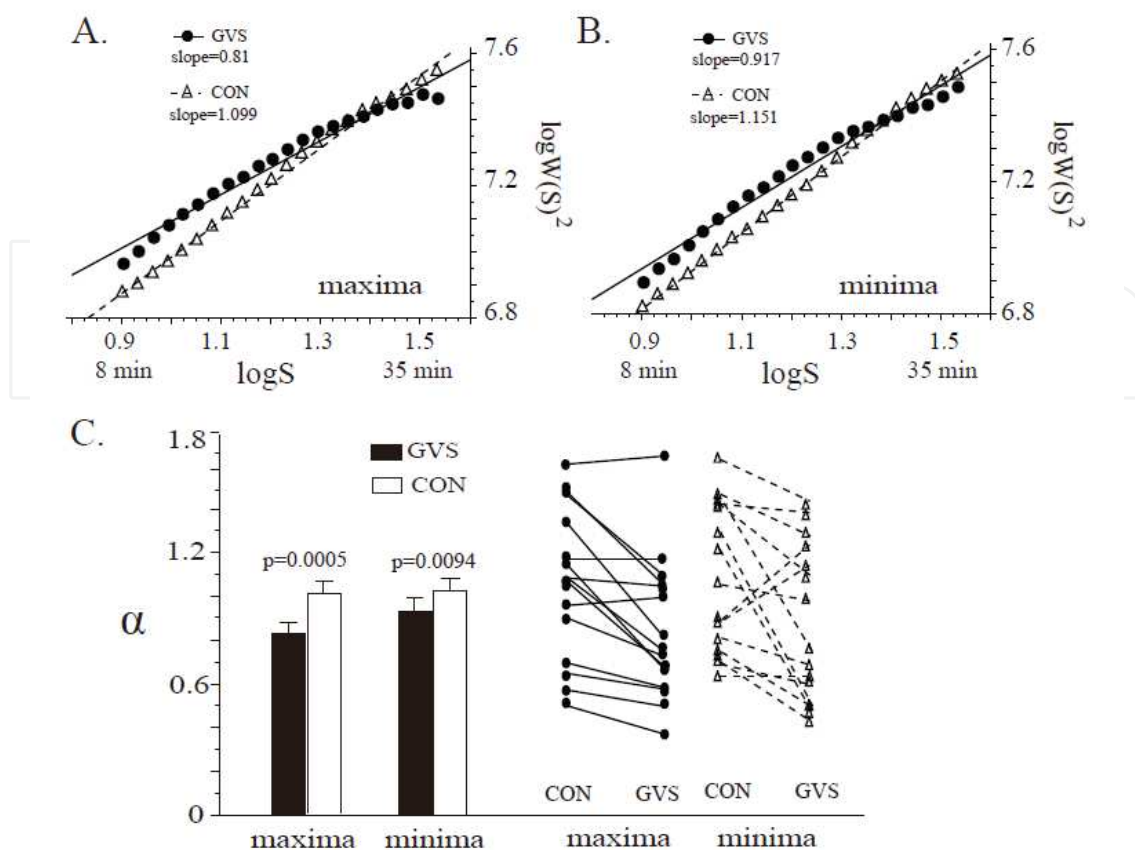 A.
GVS
slope=0.81
CON
slope=1.099
7.6
7.2
6.8
logW(S)²
maxima
0.9 1.1 1.3 1.5
8 min logS 35 min
B.
GVS
slope=0.917
CON
slope=1.151
7.6
7.2
6.8
logW(S)²
minima
0.9 1.1 1.3 1.5
8 min logS 35 min
C.
1.8
1.2
0.6
0
α
GVS
CON
p=0.0005 p=0.0094
maxima minima
CON GVS CON GVS
maxima minima